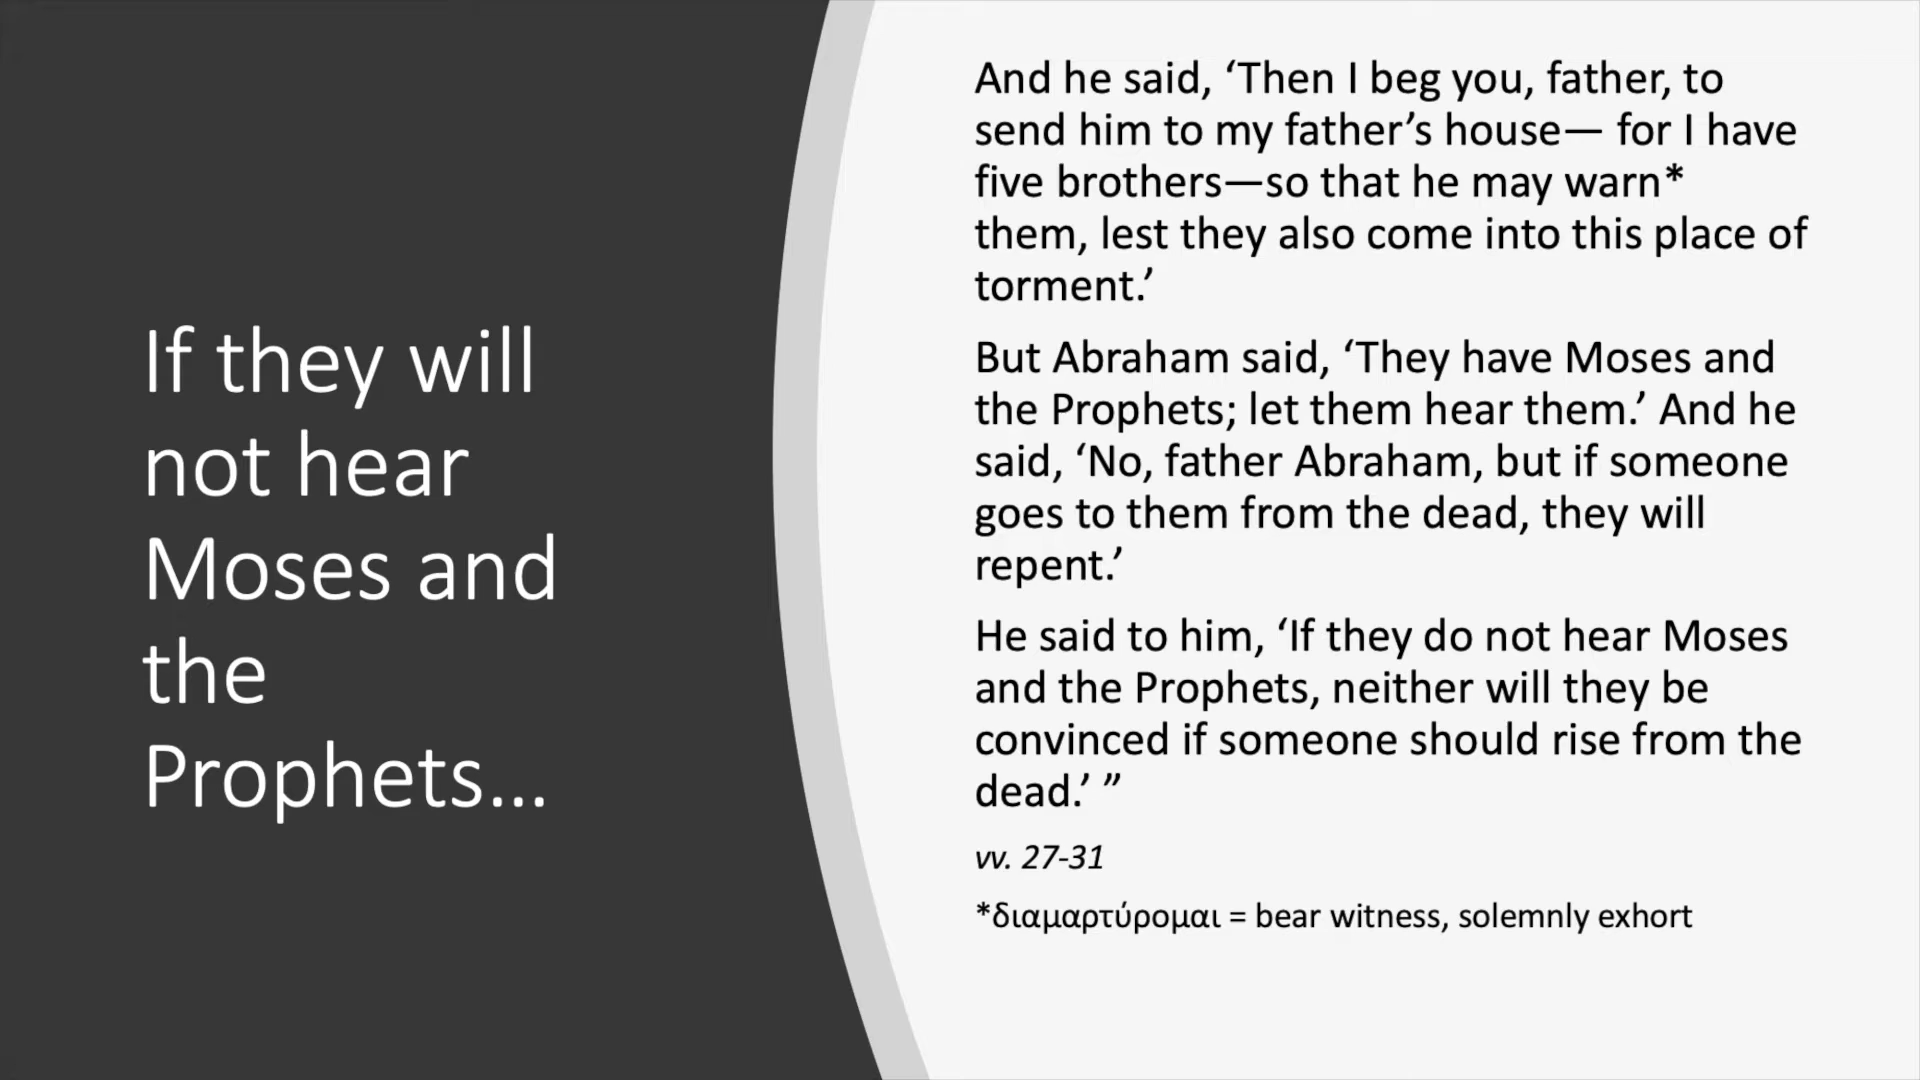 If they will
not hear
Moses and
the
Prophets…
And he said, ‘Then I beg you, father, to
send him to my father’s house— for I have
five brothers—so that he may warn*
them, lest they also come into this place of
torment.’
But Abraham said, ‘They have Moses and
the Prophets; let them hear them.’ And he
said, ‘No, father Abraham, but if someone
goes to them from the dead, they will
repent.’
He said to him, ‘If they do not hear Moses
and the Prophets, neither will they be
convinced if someone should rise from the
dead.’ ”
vv. 27-31
*διαμαρτύρομαι = bear witness, solemnly exhort